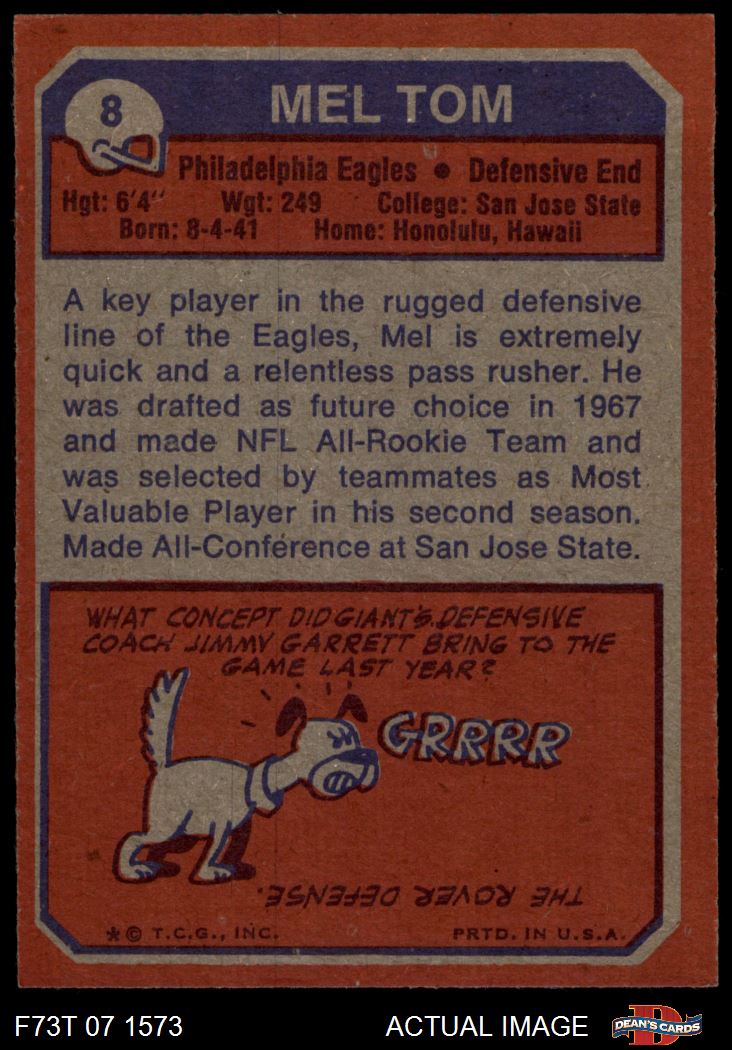 8
MEL TOM
Philadelphia Eagles • Defensive End
Hgt: 6'4" Wgt: 249 College: San Jose State
Born: 8-4-41 Home: Honolulu, Hawaii
A key player in the rugged defensive
line of the Eagles, Mel is extremely
quick and a relentless pass rusher. He
was drafted as future choice in 1967
and made NFL All-Rookie Team and
was selected by teammates as Most
Valuable Player in his second season.
Made All-Conference at San Jose State.
WHAT CONCEPT DID GIANT'S DEFENSIVE
COACH JIMMY GARRETT BRING TO THE
GAME LAST YEAR?
GRRRR
THE ROVER DEFENSE.
*© T.C.G., INC. PRTD. IN U.S.A.
F73T 07 1573 ACTUAL IMAGE
D
DEAN'S CARDS